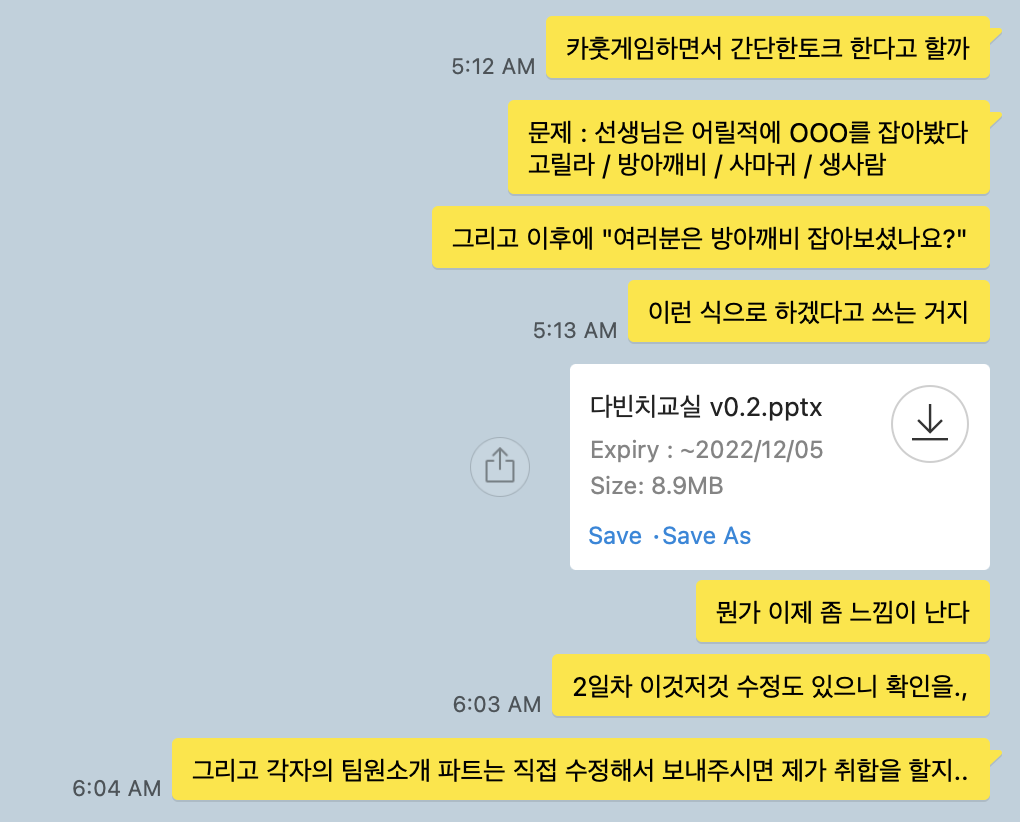 카훗게임하면서 간단한토크 한다고 할까
5:12 AM
문제 : 선생님은 어릴적에 OOO를 잡아봤다
고릴라 / 방아깨비 / 사마귀 / 생사람
그리고 이후에 "여러분은 방아깨비 잡아보셨나요?"
이런 식으로 하겠다고 쓰는 거지
5:13 AM
다빈치교실 v0.2.pptx
Expiry : ~2022/12/05
Size: 8.9MB
Save · Save As
뭔가 이제 좀 느낌이 난다
2일차 이것저것 수정도 있으니 확인을.,
6:03 AM
그리고 각자의 팀원소개 파트는 직접 수정해서 보내주시면 제가 취합을 할지..
6:04 AM